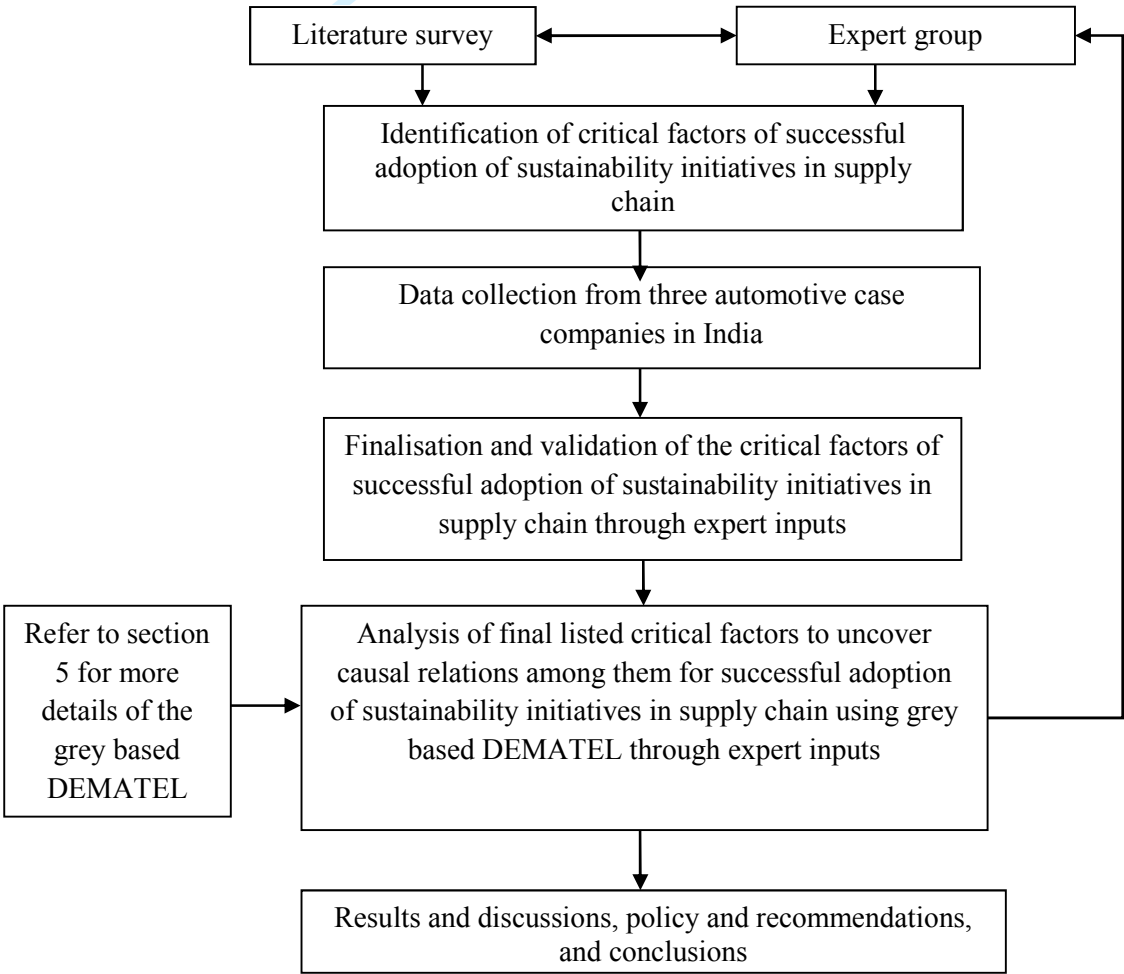 Literature survey
Expert group
Identification of critical factors of successful
adoption of sustainability initiatives in supply
chain
Data collection from three automotive case
companies in India
Finalisation and validation of the critical factors of
successful adoption of sustainability initiatives in
supply chain through expert inputs
Refer to section
5 for more
details of the
grey based
DEMATEL
Analysis of final listed critical factors to uncover
causal relations among them for successful adoption
of sustainability initiatives in supply chain using grey
based DEMATEL through expert inputs
Results and discussions, policy and recommendations,
and conclusions